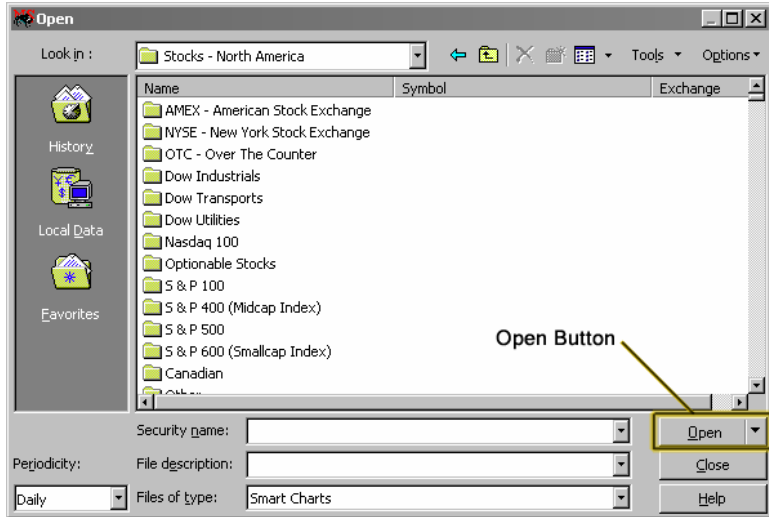 Open
Look in :
Stocks - North America
Tools
Options
Name
Symbol
Exchange
AMEX - American Stock Exchange
NYSE - New York Stock Exchange
OTC - Over The Counter
Dow Industrials
Dow Transports
Dow Utilities
Nasdaq 100
Optionable Stocks
S & P 100
S & P 400 (Midcap Index)
S & P 500
S & P 600 (Smallcap Index)
Canadian
History
Local Data
Favorites
Open Button
Security name:
Open
Periodicity:
File description:
Close
Daily
Files of type:
Smart Charts
Help